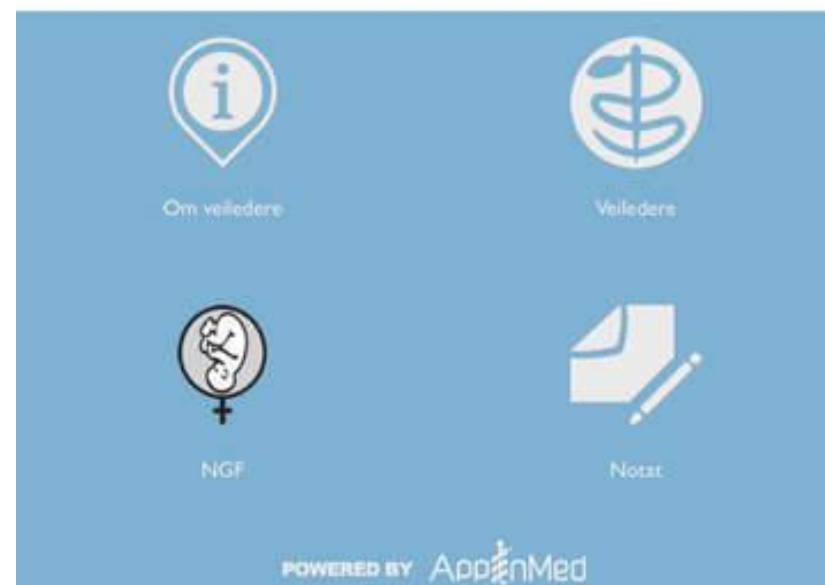 Om veiledere
Veiledere
NGF
Notat
POWERED BY AppInMed